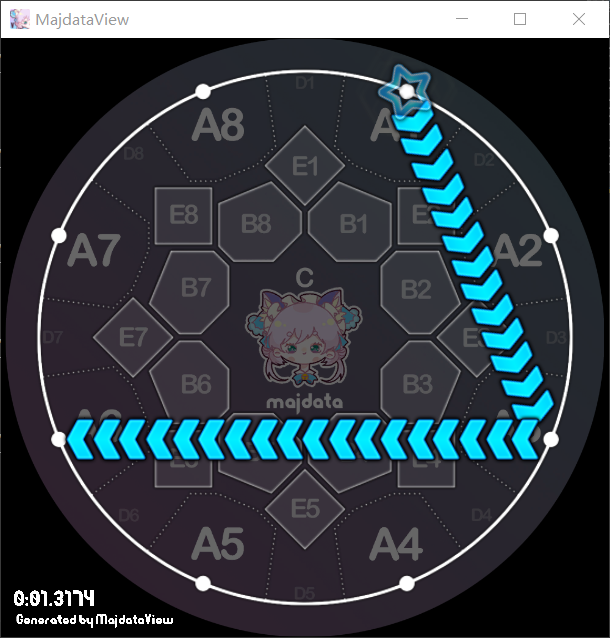 MajdataView
D1
A8
A
D8
E1
D2
E8
B8
B1
E
A7
A2
C
B7
B2
D7
E7
E
D3
B6
B3
majdata
D6
E5
D4
A5
A4
D5
0:01.3174
Generated by MajdataView